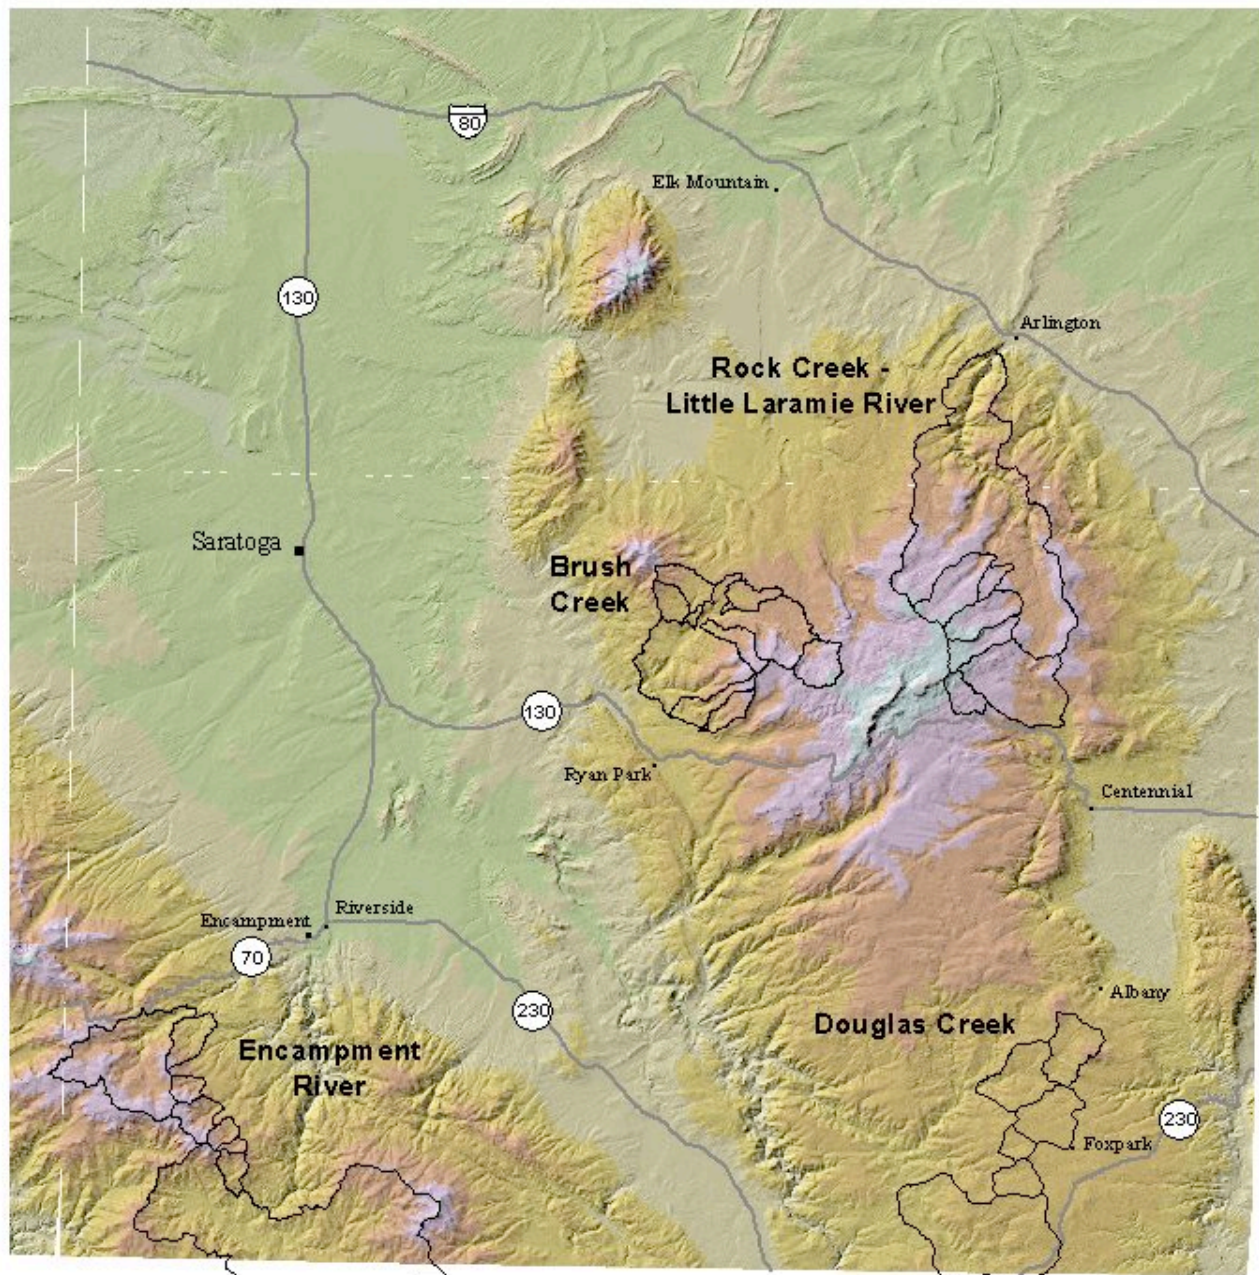 80
Elk Mountain
130
Arlington
Rock Creek -
Little Laramie River
Saratoga
Brush
Creek
130
Ryan Park
Centennial
Encampment
Riverside
70
Albany
230
Douglas Creek
Encampment
River
230
Foxpark